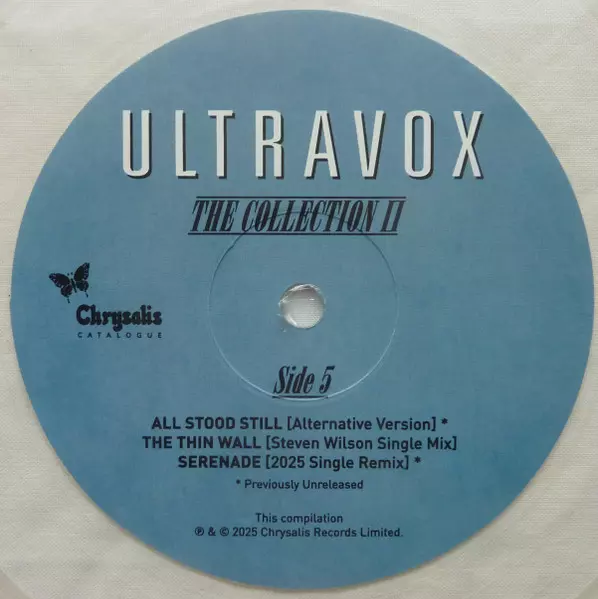 ULTRAVOX
THE COLLECTION II
Chrysalis
CATALOGUE
Side 5
ALL STOOD STILL [Alternative Version] *
THE THIN WALL [Steven Wilson Single Mix]
SERENADE [2025 Single Remix] *
* Previously Unreleased
This compilation
℗ & © 2025 Chrysalis Records Limited.